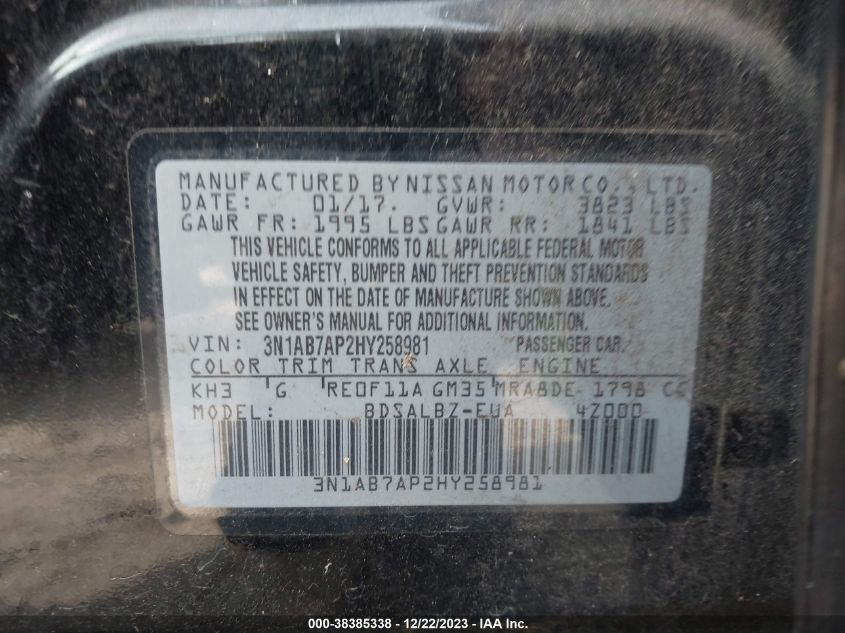 MANUFACTURED BY NISSAN MOTOR CO., LTD.
DATE: 01/17. GVWR: 3823 LBS
GAWR FR: 1995 LBS GAWR RR: 1841 LBS
THIS VEHICLE CONFORMS TO ALL APPLICABLE FEDERAL MOTOR
VEHICLE SAFETY, BUMPER AND THEFT PREVENTION STANDARDS
IN EFFECT ON THE DATE OF MANUFACTURE SHOWN ABOVE.
SEE OWNER'S MANUAL FOR ADDITIONAL INFORMATION.
VIN: 3N1AB7AP2HY258981 PASSENGER CAR.
COLOR TRIM TRANS AXLE ENGINE
KH3 G RE0F11A GM35 MRA8DE 1798 CC
MODEL: BDSALBZ-EUA 4Z000
3N1AB7AP2HY258981
000-38385338 - 12/22/2023 - IAA Inc.